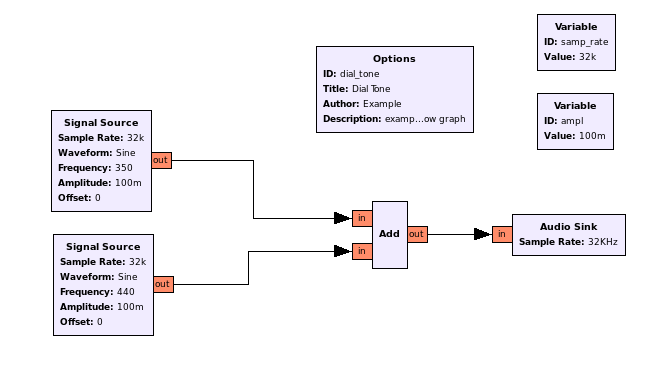 Variable
ID: samp_rate
Value: 32k
Options
ID: dial_tone
Title: Dial Tone
Author: Example
Description: examp...ow graph
Variable
ID: ampl
Value: 100m
Signal Source
Sample Rate: 32k
Waveform: Sine
Frequency: 350
Amplitude: 100m
Offset: 0
out
in
in
Add
out
in
Audio Sink
Sample Rate: 32KHz
Signal Source
Sample Rate: 32k
Waveform: Sine
Frequency: 440
Amplitude: 100m
Offset: 0
out